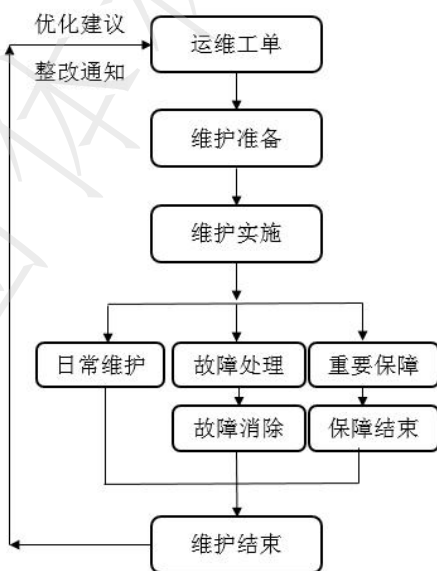 优化建议
整改通知
运维工单
维护准备
维护实施
日常维护
故障处理
重要保障
故障消除
保障结束
维护结束